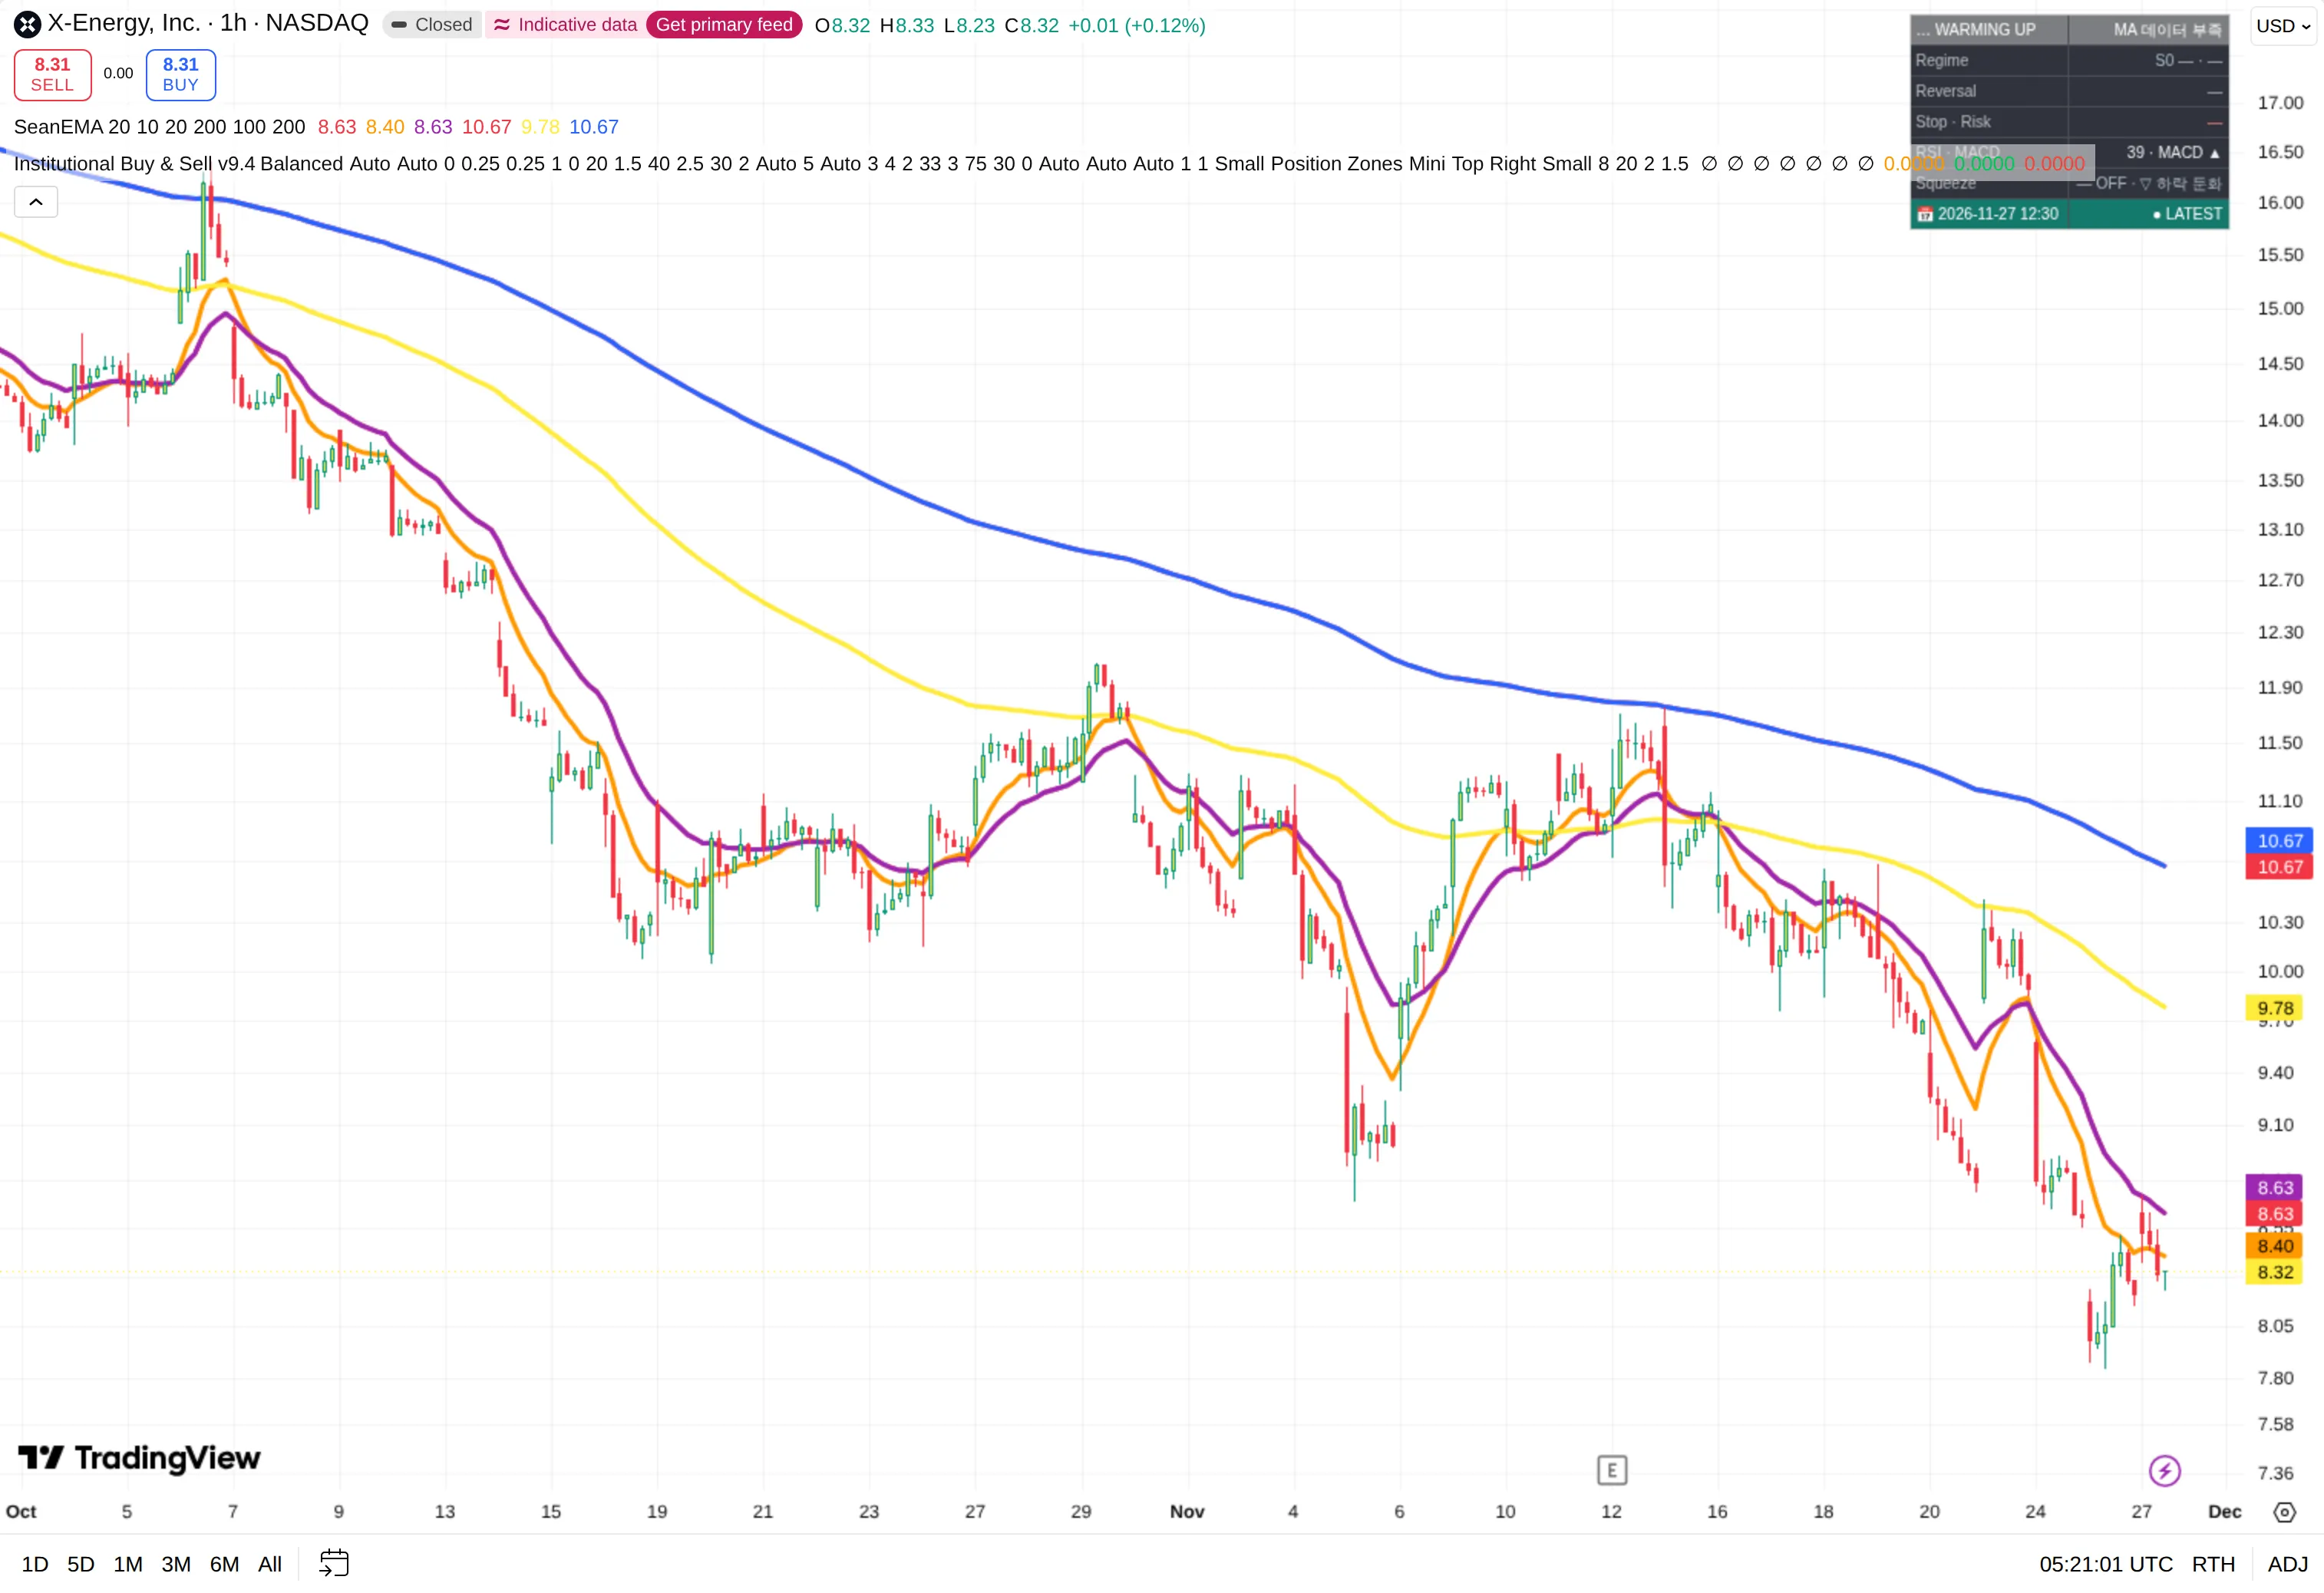 X-Energy, Inc. · 1h · NASDAQ Closed ≈ Indicative data Get primary feed O8.32 H8.33 L8.23 C8.32 +0.01 (+0.12%)
8.31 SELL 0.00 8.31 BUY
SeanEMA 20 10 20 200 100 200 8.63 8.40 8.63 10.67 9.78 10.67
Institutional Buy & Sell v9.4 Balanced Auto Auto 0 0.25 0.25 1 0 20 1.5 40 2.5 30 2 Auto 5 Auto 3 4 2 33 3 75 30 0 Auto Auto Auto 1 1 Small Position Zones Mini Top Right Small 8 20 2 1.5 ∅ ∅ ∅ ∅ ∅ ∅ ∅ 0.0000 0.0000 0.0000
... WARMING UP MA 데이터 부족
Regime S0 — · —
Reversal —
Stop · Risk —
RSI · MACD 39 · MACD ▲
Squeeze — OFF · ▽ 하락 둔화
2026-11-27 12:30 ● LATEST
USD
17.00
16.50
16.00
15.50
15.00
14.50
14.00
13.50
13.10
12.70
12.30
11.90
11.50
11.10
10.67
10.67
10.30
10.00
9.78
9.70
9.40
9.10
8.63
8.63
8.40
8.32
8.05
7.80
7.58
7.36
TradingView
E
Oct 5 7 9 13 15 19 21 23 27 29 Nov 4 6 10 12 16 18 20 24 27 Dec
1D 5D 1M 3M 6M All 05:21:01 UTC RTH ADJ